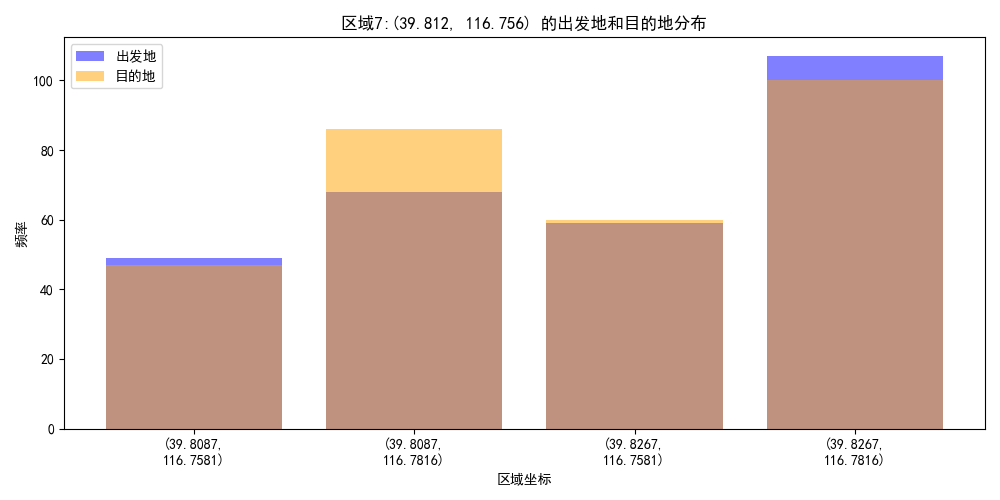 区域7:(39.812, 116.756) 的出发地和目的地分布
出发地
目的地
频率
100
80
60
40
20
0
(39.8087,
116.7581)
(39.8087,
116.7816)
(39.8267,
116.7581)
(39.8267,
116.7816)
区域坐标